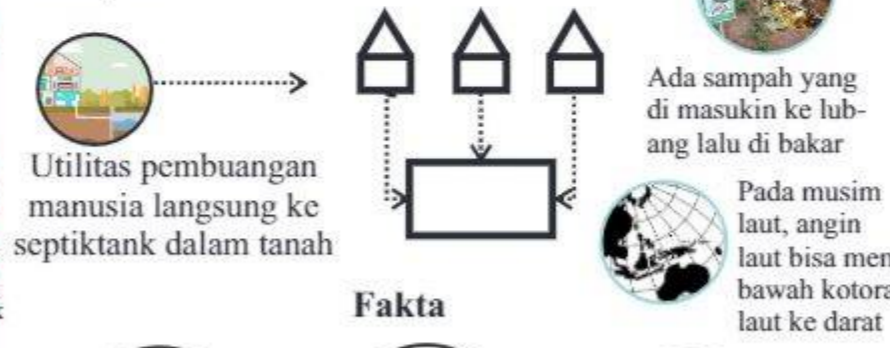 Utilitas pembuangan
manusia langsung ke
septiktank dalam tanah
Ada sampah yang
di masukin ke lub-
ang lalu di bakar
Pada musim
laut, angin
laut bisa mem
bawah kotora
laut ke darat
Fakta